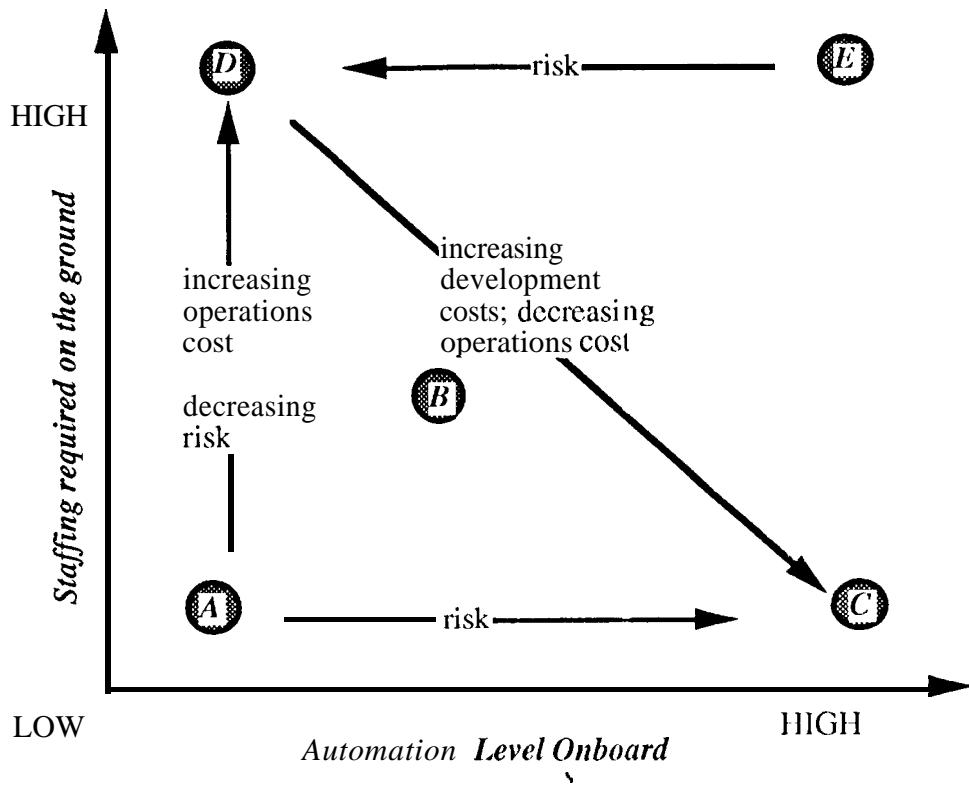 D
risk
E
HIGH
increasing
development
costs; decreasing
operations cost
increasing
operations
cost
decreasing
risk
B
Staffing required on the ground
A
risk
C
LOW
HIGH
Automation Level Onboard